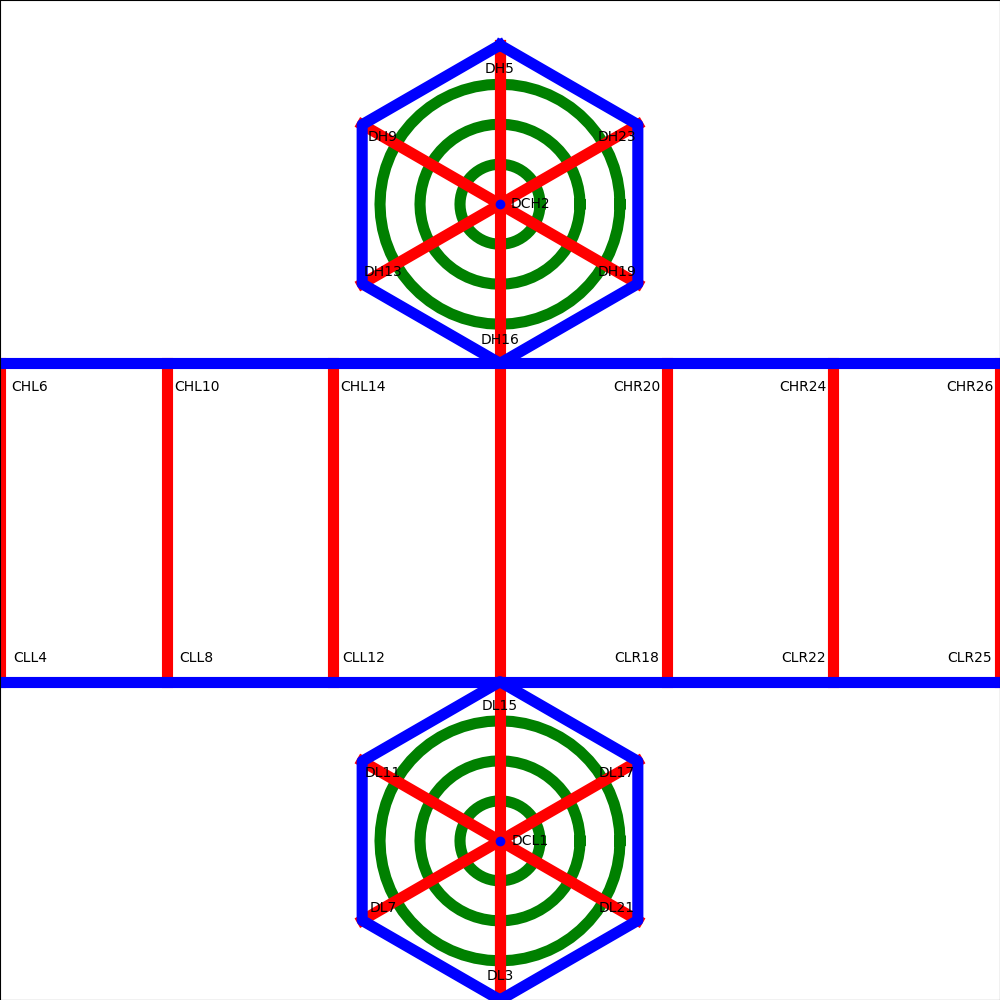 DH5
DH9 DH23
DCH2
DH13 DH19
DH16
CHL6 CHL10 CHL14 CHR20 CHR24 CHR26
CLL4 CLL8 CLL12 CLR18 CLR22 CLR25
DL15
DL11 DL17
DCL1
DL7 DL21
DL3